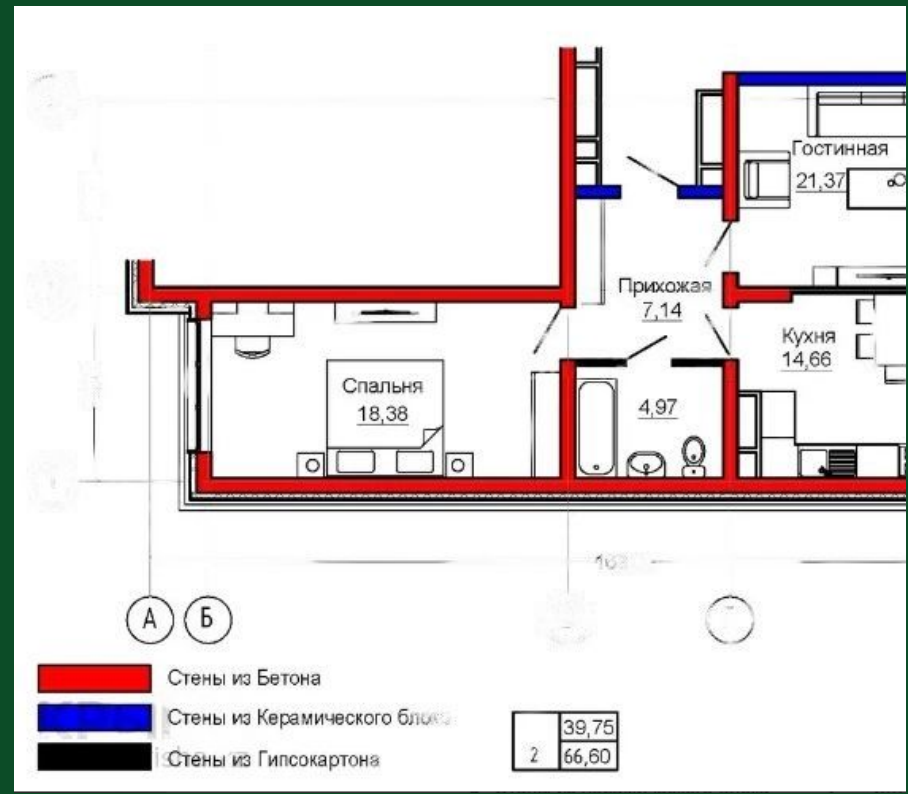 Гостинная
21,37
Прихожая
7,14
Кухня
14,66
Спальня
18,38
4,97
А
Б
Стены из Бетона
Стены из Керамического
Стены из Гипсокартона
39,75
2
66,60